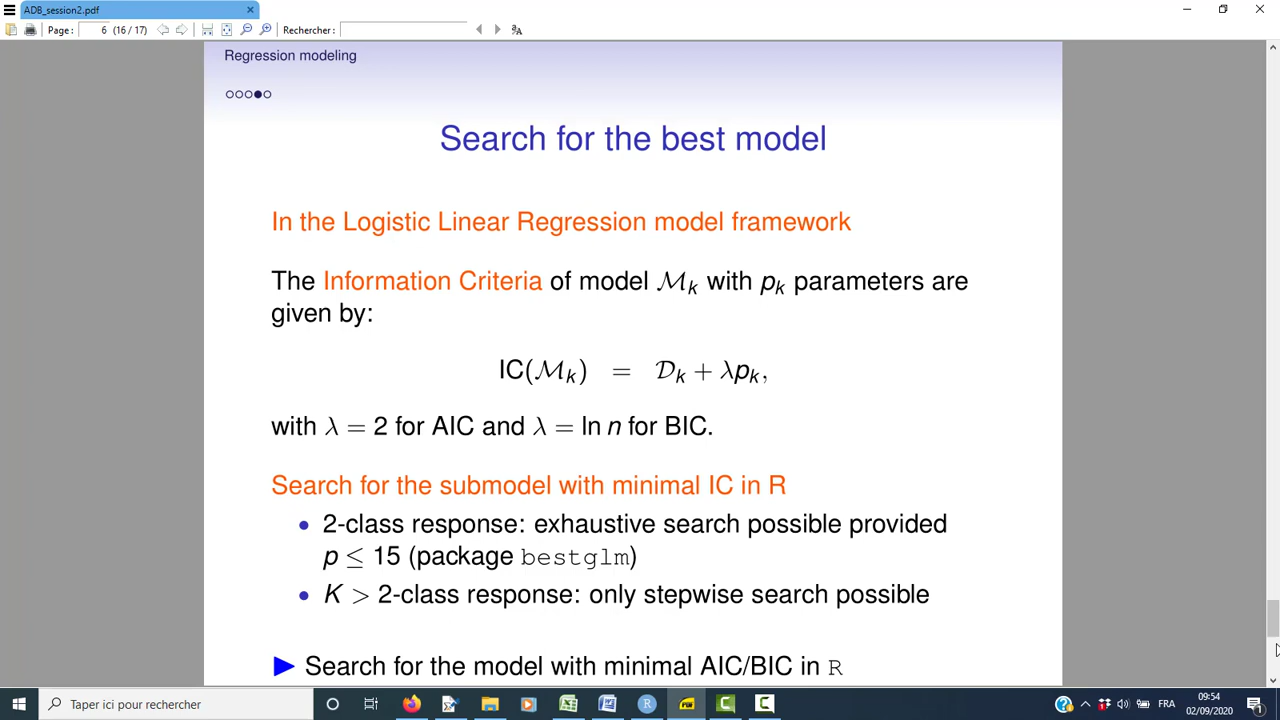 ADB_session2.pdf
Page : 6 (16 / 17) Rechercher :
Regression modeling
Search for the best model
In the Logistic Linear Regression model framework
The Information Criteria of model ℳk with pk parameters are
given by:
IC(ℳk) = 𝒟k + λpk,
with λ = 2 for AIC and λ = ln n for BIC.
Search for the submodel with minimal IC in R
• 2-class response: exhaustive search possible provided
p ≤ 15 (package bestglm)
• K > 2-class response: only stepwise search possible
▶ Search for the model with minimal AIC/BIC in R
Taper ici pour rechercher
FRA
09:54
02/09/2020